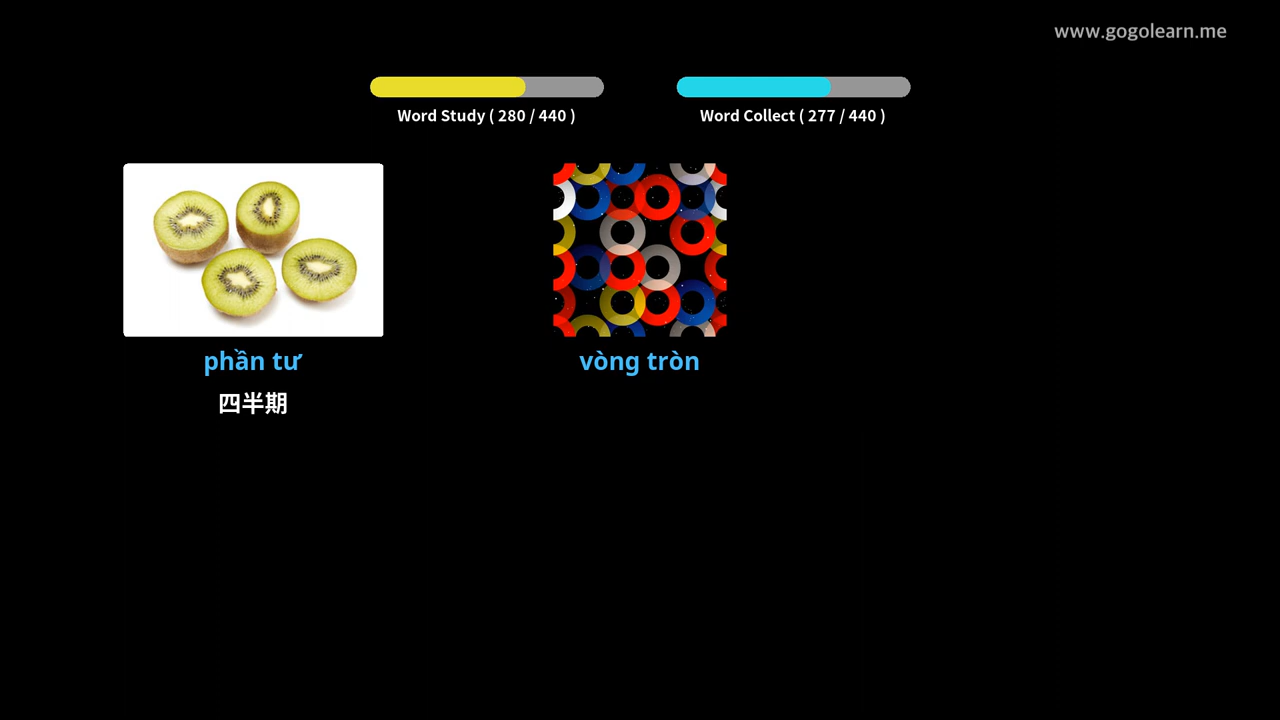 www.gogolearn.me
Word Study ( 280 / 440 )
Word Collect ( 277 / 440 )
phần tư
vòng tròn
四半期